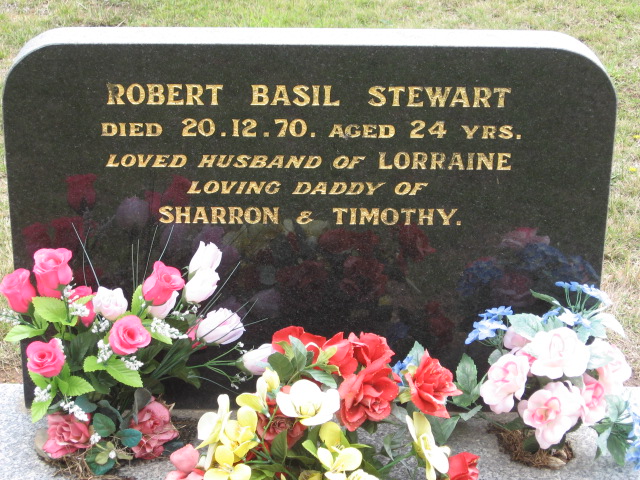 ROBERT BASIL STEWART
DIED 20.12.70. AGED 24 YRS.
LOVED HUSBAND OF LORRAINE
LOVING DADDY OF
SHARRON & TIMOTHY.